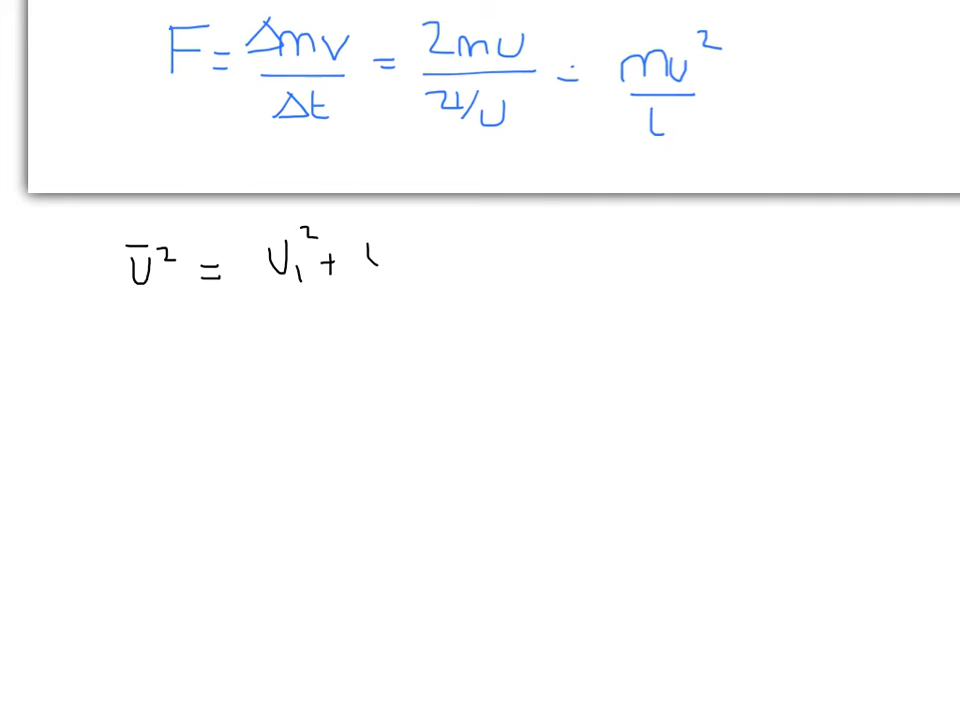 F = Δmv/Δt = 2mU/2l/U = mu²/l
Ū² = U₁² +